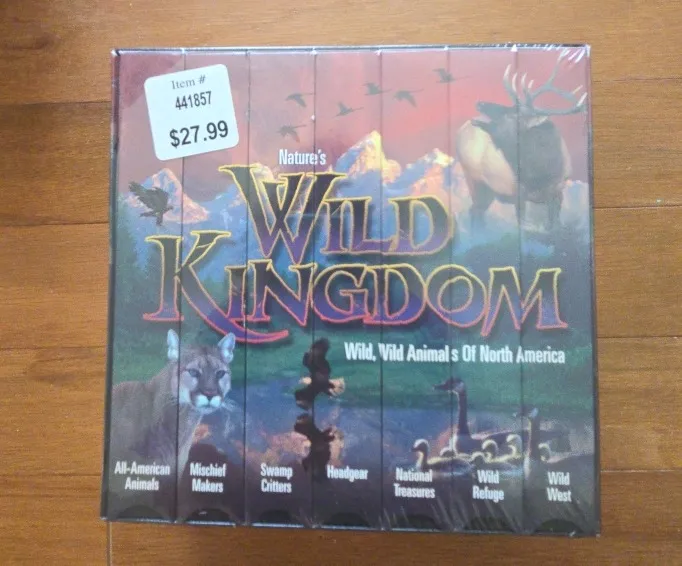 Item #
441857
$27.99
Nature's
WILD
KINGDOM
Wild, Wild Animals Of North America
All-American
Animals
Mischief
Makers
Swamp
Critters
Headgear
National
Treasures
Wild
Refuge
Wild
West